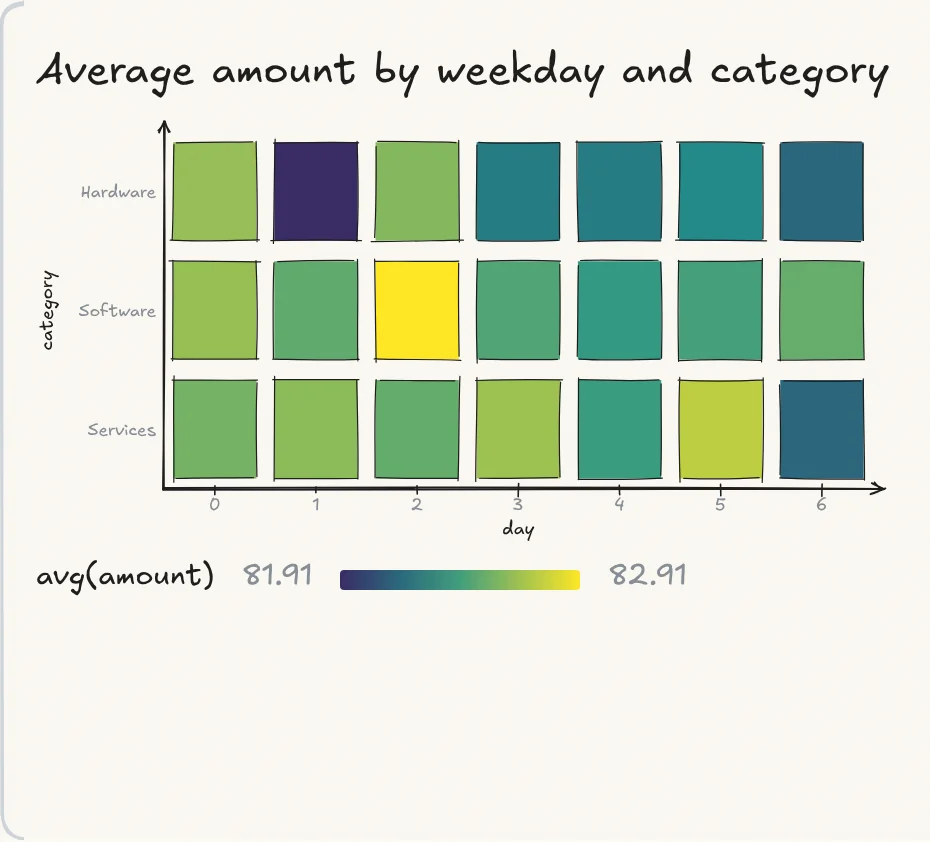 Average amount by weekday and category
Hardware
category
Software
Services
0 1 2 3 4 5 6
day
avg(amount) 81.91 82.91